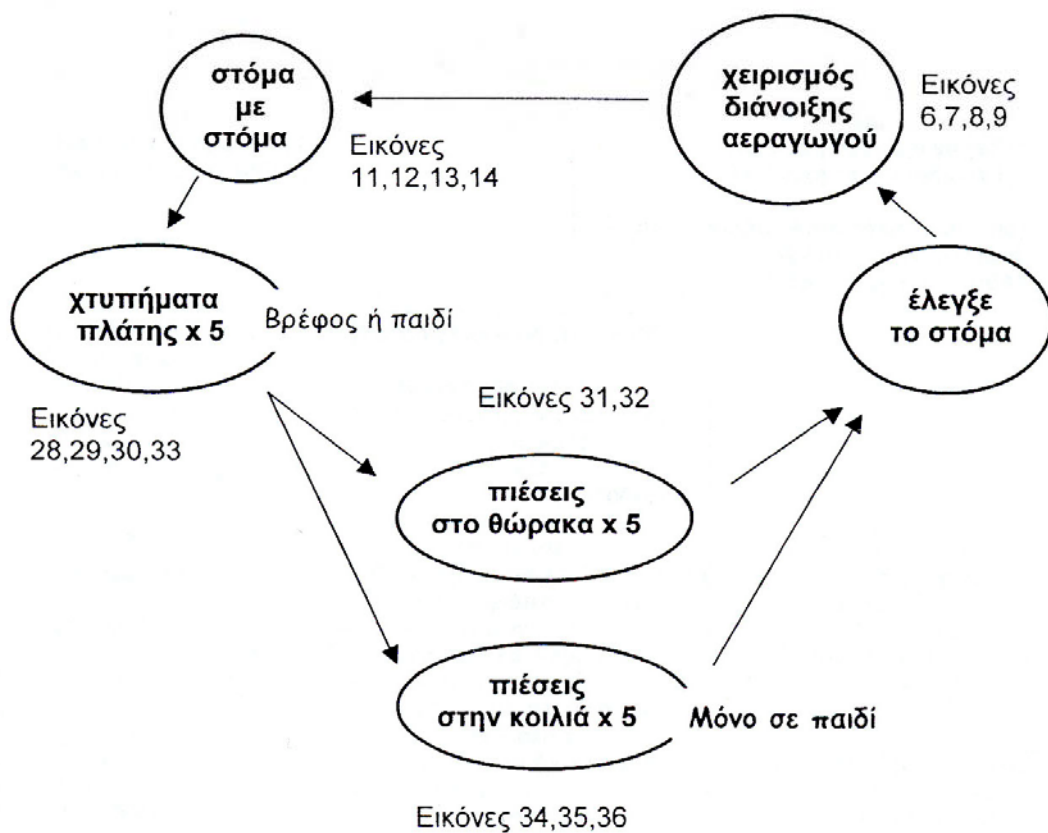 στόμα
με
στόμα
Εικόνες
11,12,13,14
χειρισμός
διάνοιξης
αεραγωγού
Εικόνες
6,7,8,9
χτυπήματα
πλάτης x 5
Βρέφος ή παιδί
Εικόνες
28,29,30,33
έλεγξε
το στόμα
Εικόνες 31,32
πιέσεις
στο θώρακα x 5
πιέσεις
στην κοιλιά x 5
Μόνο σε παιδί
Εικόνες 34,35,36